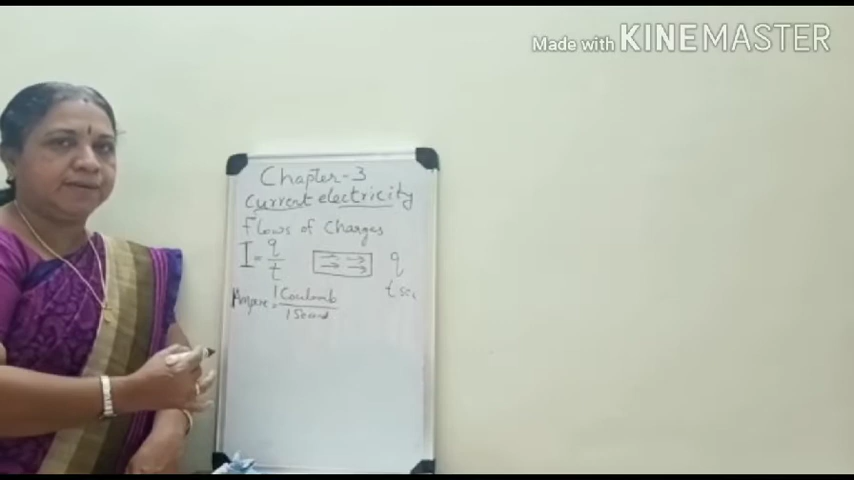 Made with KINEMASTER
Chapter-3
Current electricity
Flows of Charges
I = q/t
q
t sec
Ampere = 1 Coulomb/1 Second